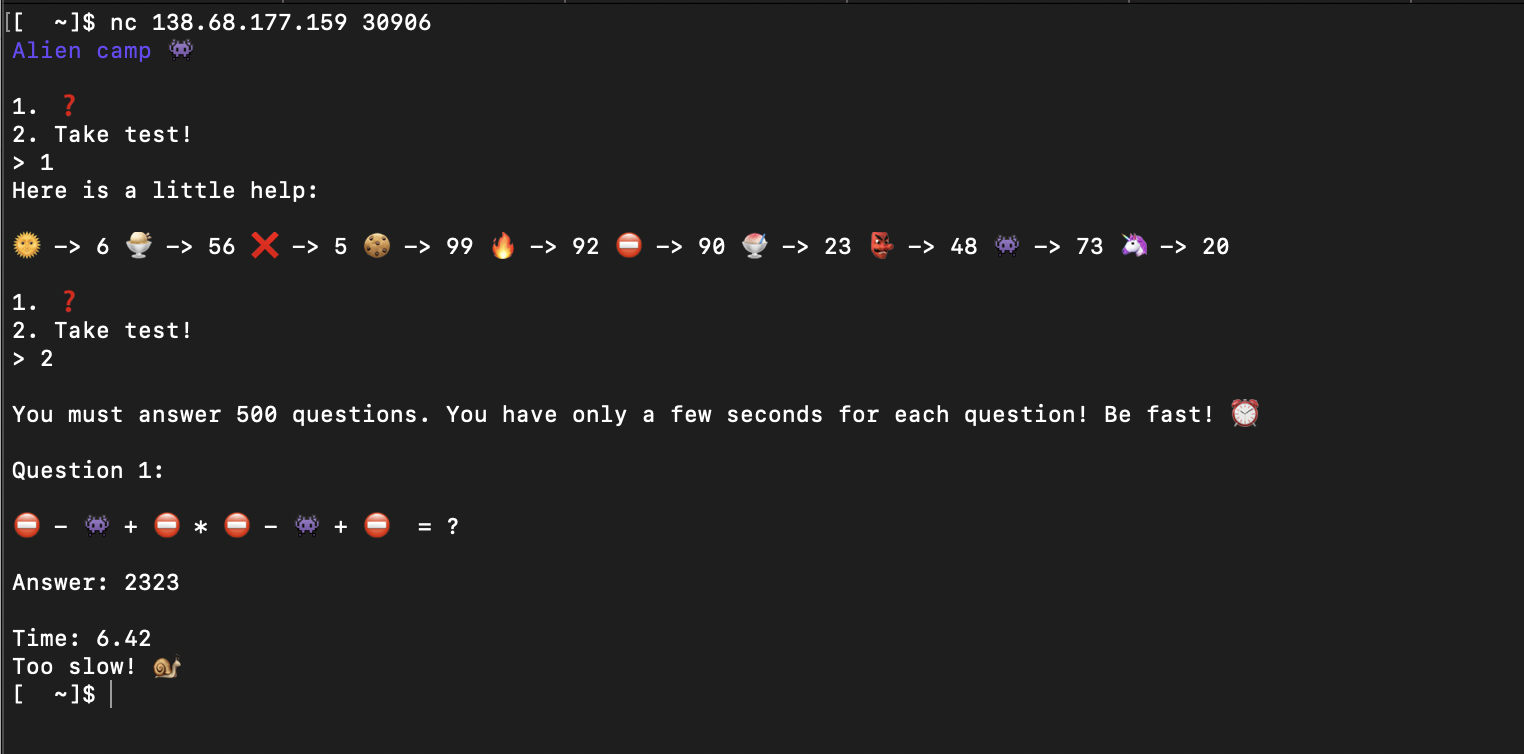 [[  ~]$ nc 138.68.177.159 30906
Alien camp 👾
1. ❓
2. Take test!
> 1
Here is a little help:
🌞 -> 6 🍨 -> 56 ❌ -> 5 🍪 -> 99 🔥 -> 92 ⛔ -> 90 🍧 -> 23 👺 -> 48 👾 -> 73 🦄 -> 20
1. ❓
2. Take test!
> 2
You must answer 500 questions. You have only a few seconds for each question! Be fast! ⏰
Question 1:
⛔ - 👾 + ⛔ * ⛔ - 👾 + ⛔  = ?
Answer: 2323
Time: 6.42
Too slow! 🐌
[  ~]$